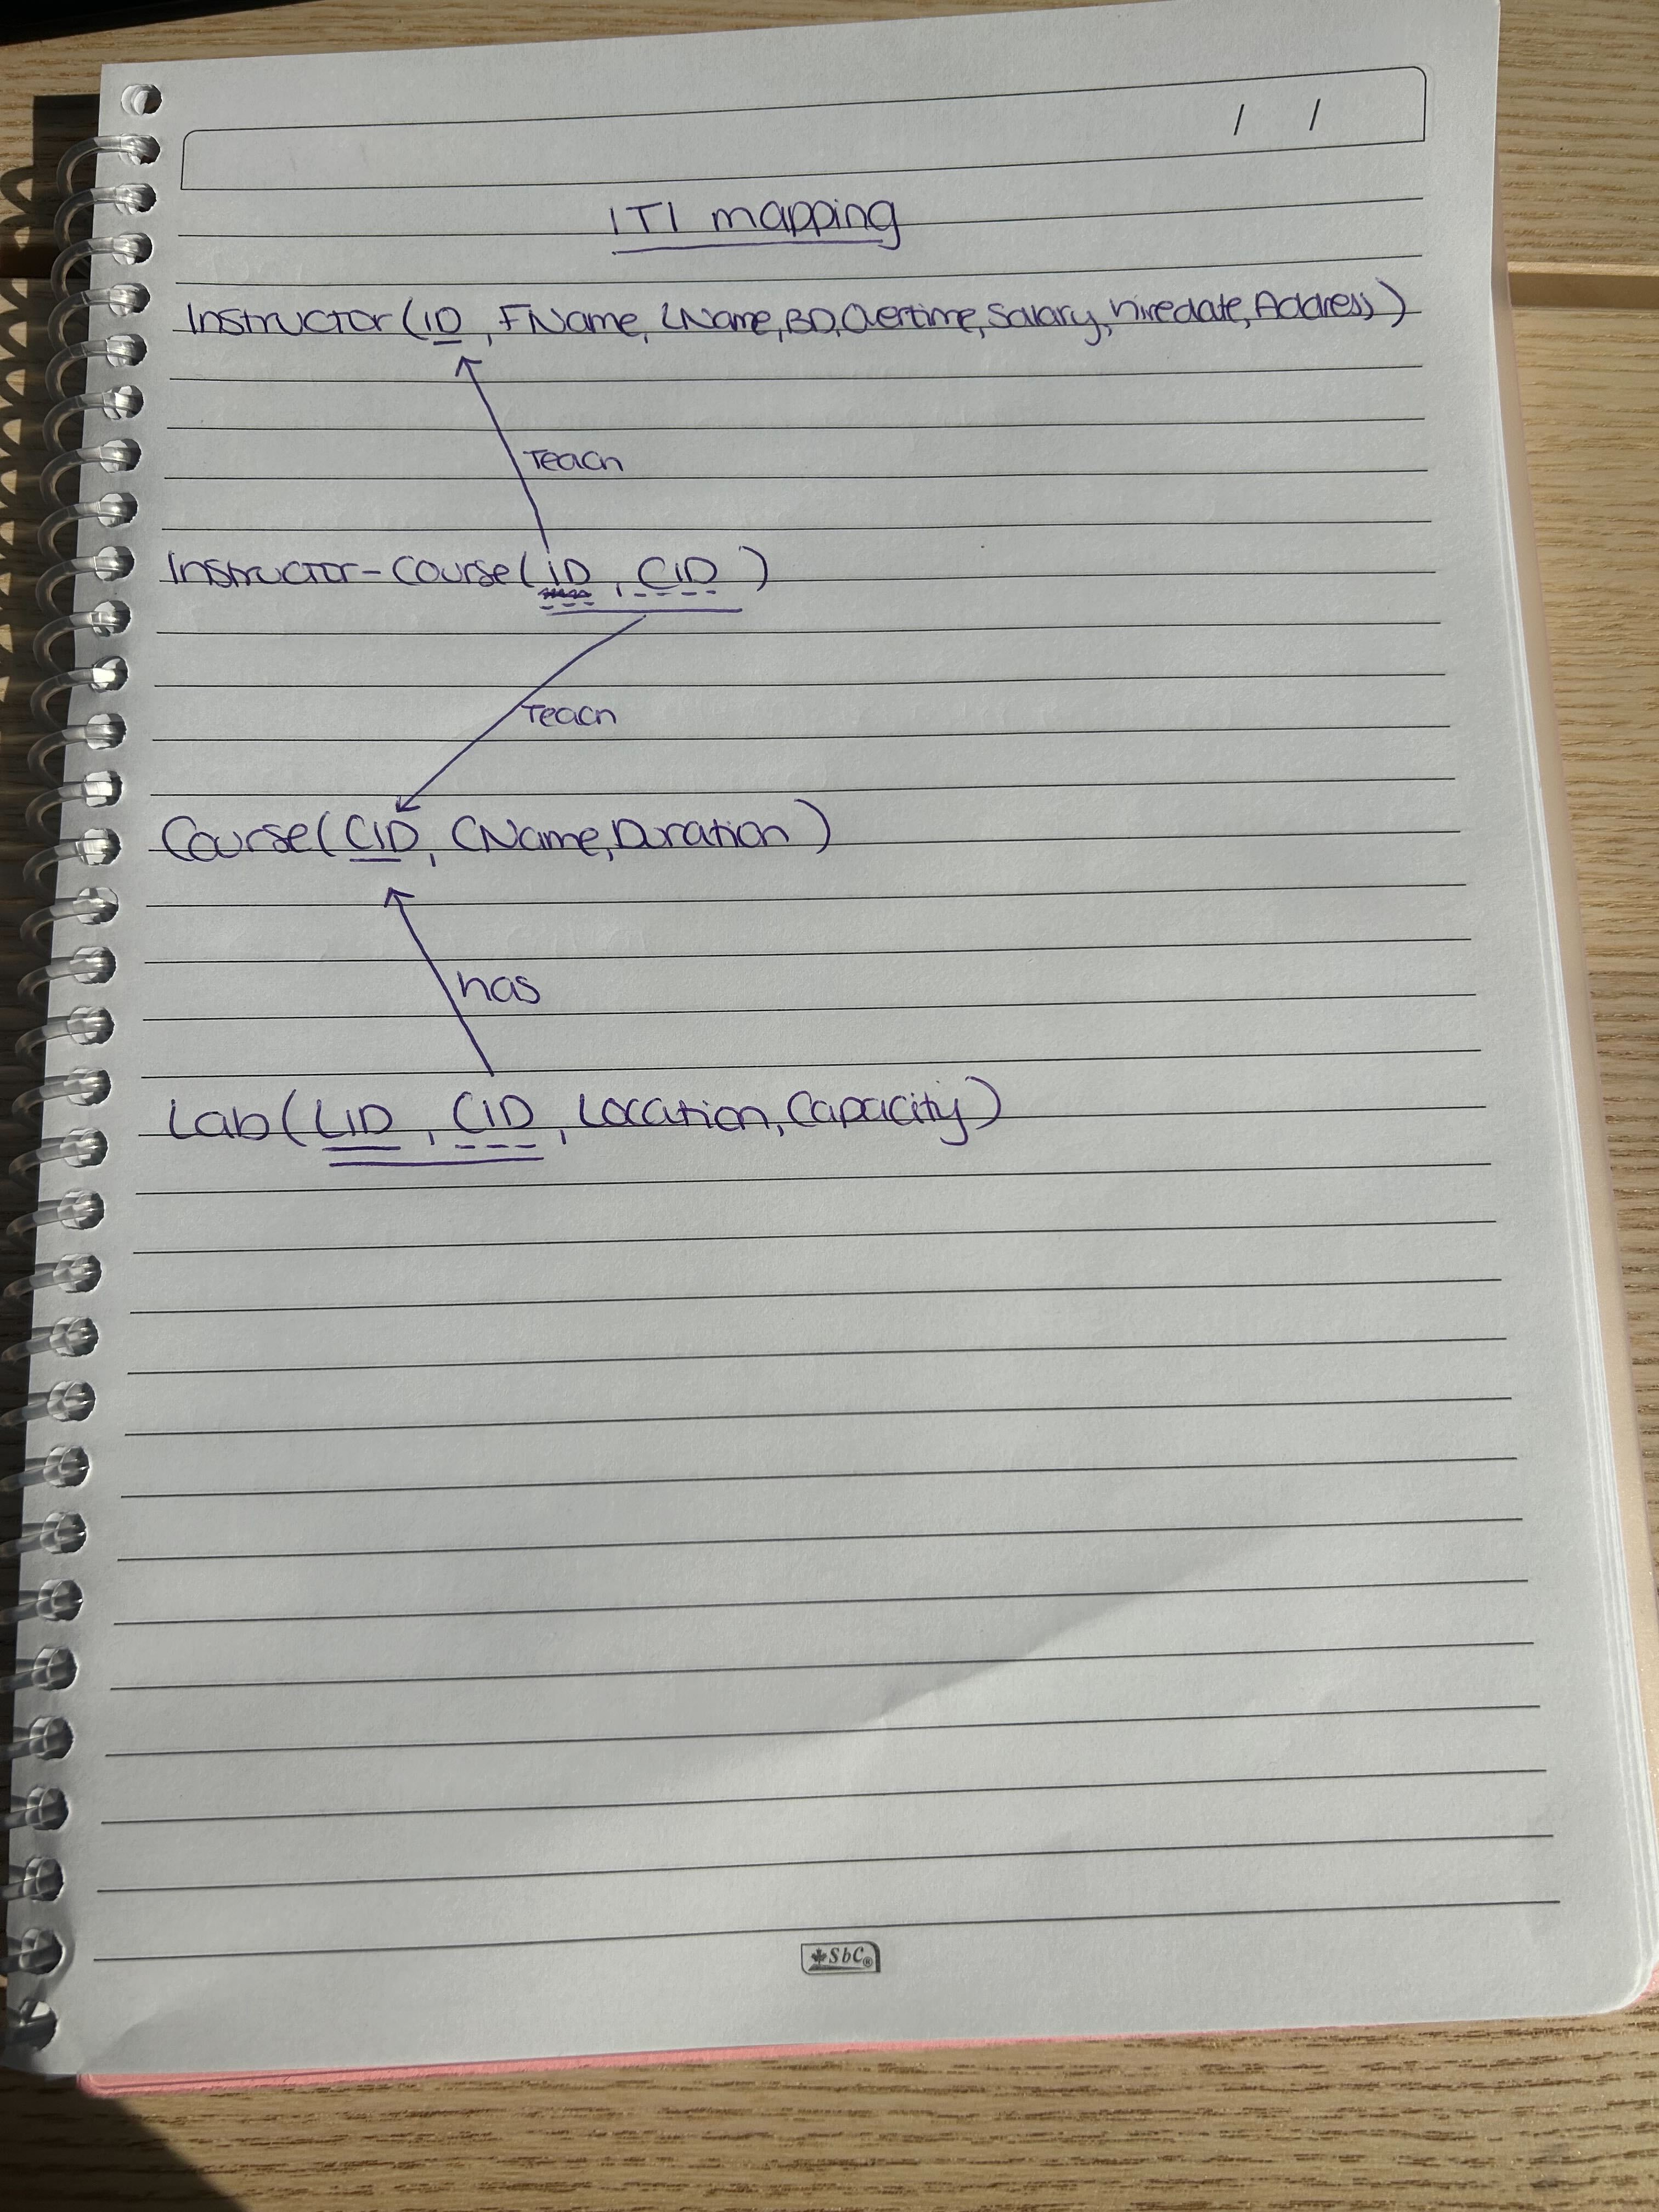 / /
ITI mapping
Instructor (ID, FName, LName, BD, Overtime, Salary, hiredate, Address)
Teach
Instructor-Course (ID, CID)
Teach
Course (CID, CName, Duration)
has
Lab (LID, CID, Location, Capacity)
SbC®